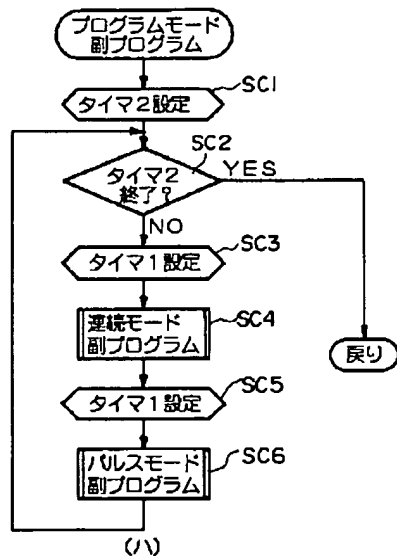 プログラムモード
副プログラム
SC1
タイマ2設定
SC2
タイマ2
終了?
YES
NO
SC3
タイマ1設定
連続モード
副プログラム
SC4
戻り
SC5
タイマ1設定
パルスモード
副プログラム
SC6
(ハ)